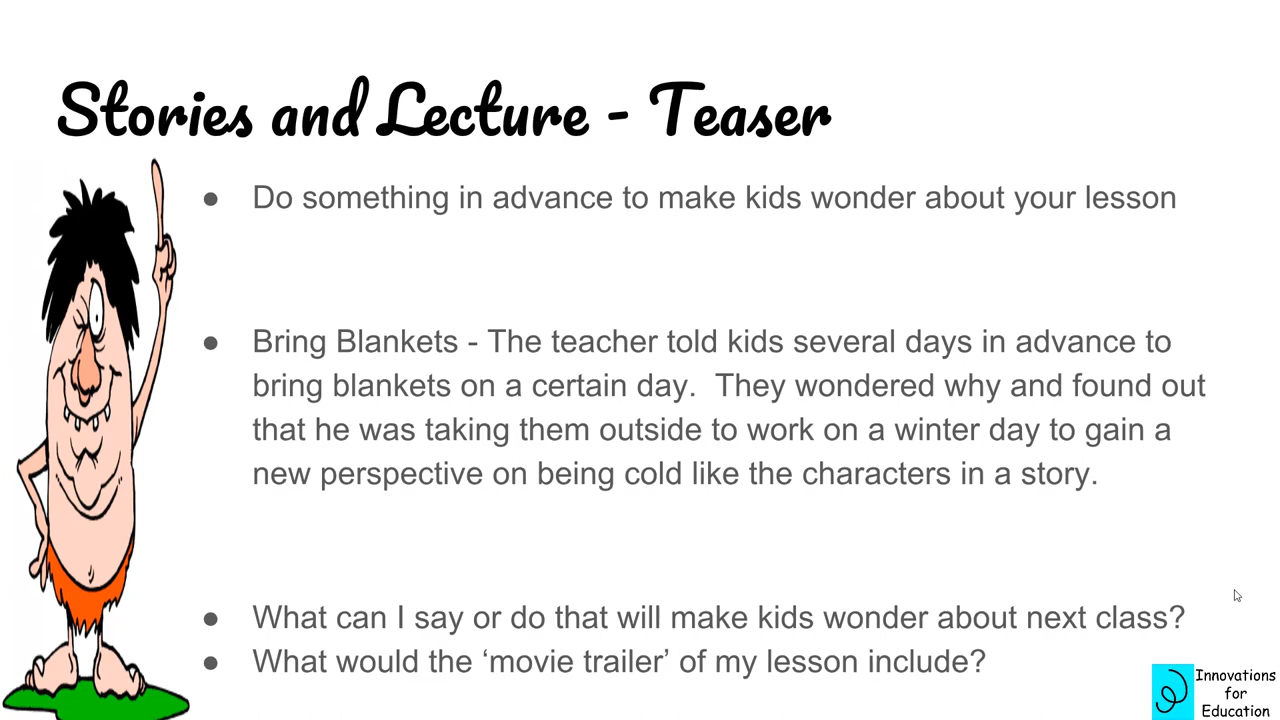 Stories and Lecture - Teaser
● Do something in advance to make kids wonder about your lesson
● Bring Blankets - The teacher told kids several days in advance to
bring blankets on a certain day.  They wondered why and found out
that he was taking them outside to work on a winter day to gain a
new perspective on being cold like the characters in a story.
● What can I say or do that will make kids wonder about next class?
● What would the ‘movie trailer’ of my lesson include?
Innovations
for
Education